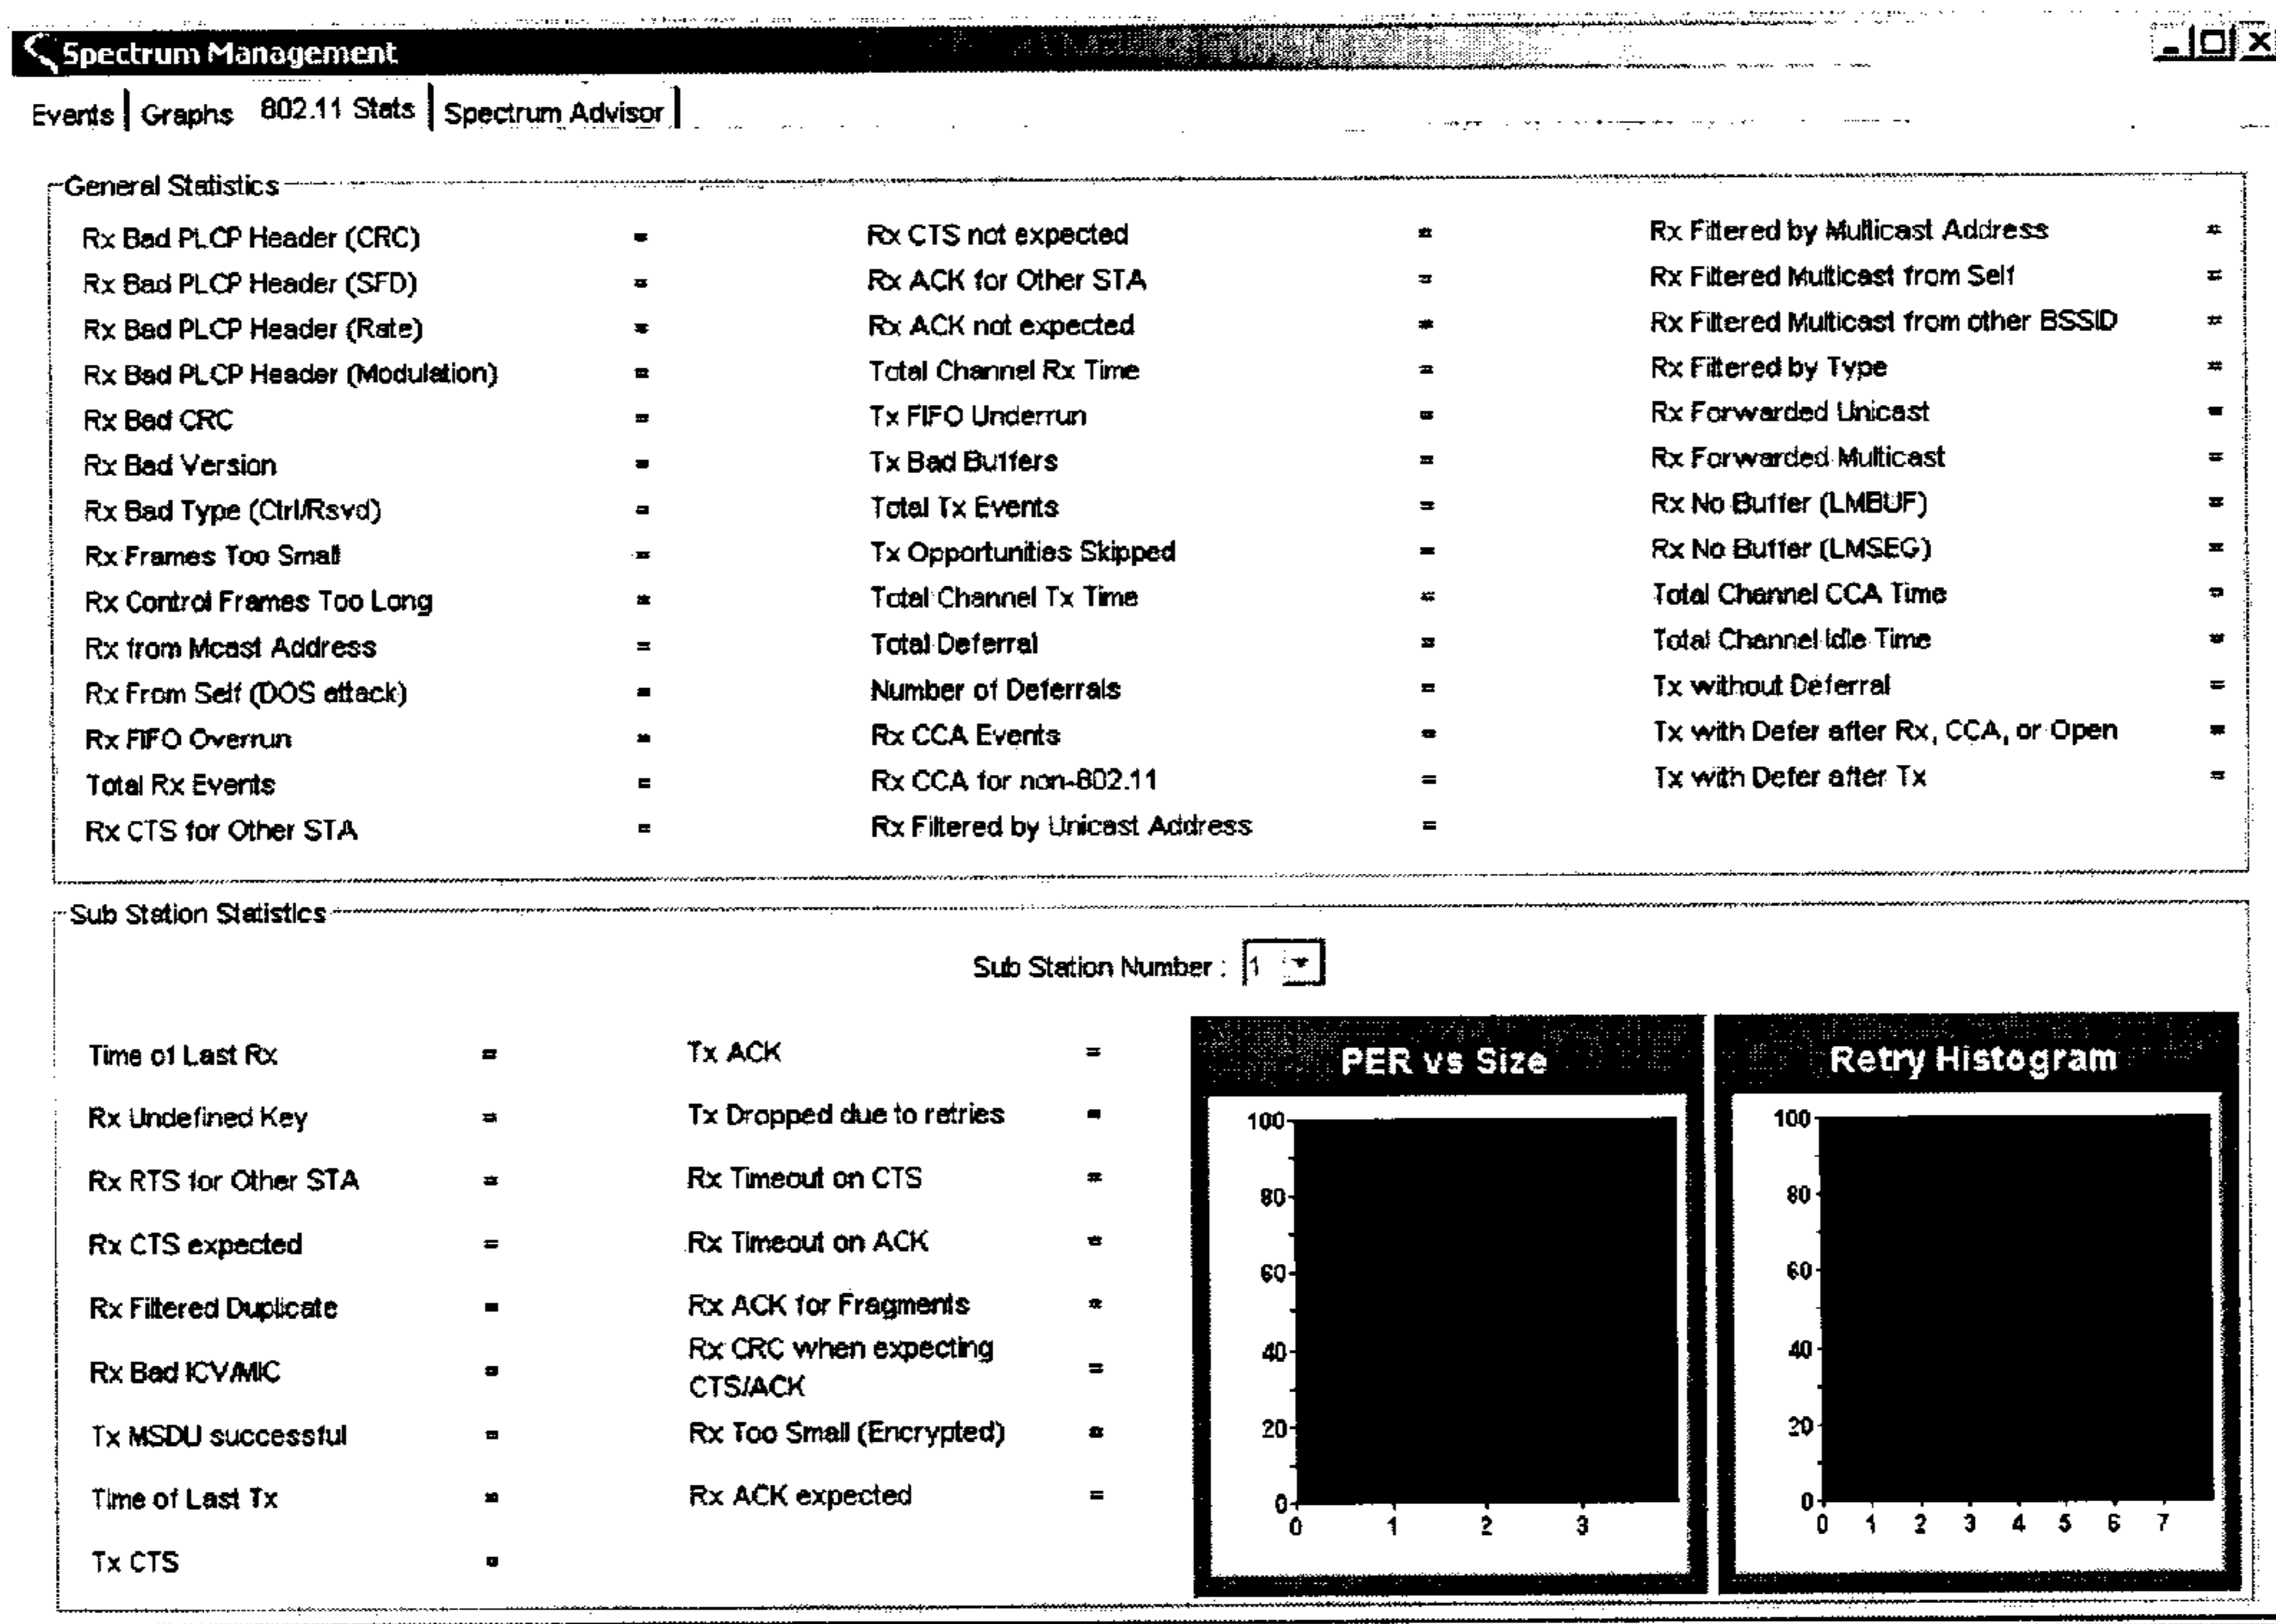 Spectrum Management
Events Graphs 802.11 Stats Spectrum Advisor
General Statistics
Rx Bad PLCP Header (CRC) =
Rx Bad PLCP Header (SFD) =
Rx Bad PLCP Header (Rate) =
Rx Bad PLCP Header (Modulation) =
Rx Bad CRC =
Rx Bad Version =
Rx Bad Type (Ctrl/Rsvd) =
Rx Frames Too Small =
Rx Control Frames Too Long =
Rx from Mcast Address =
Rx From Self (DOS attack) =
Rx FIFO Overrun =
Total Rx Events =
Rx CTS for Other STA =
Rx CTS not expected =
Rx ACK for Other STA =
Rx ACK not expected =
Total Channel Rx Time =
Tx FIFO Underrun =
Tx Bad Buffers =
Total Tx Events =
Tx Opportunities Skipped =
Total Channel Tx Time =
Total Deferral =
Number of Deferrals =
Rx CCA Events =
Rx CCA for non-802.11 =
Rx Filtered by Unicast Address =
Rx Filtered by Multicast Address =
Rx Filtered Multicast from Self =
Rx Filtered Multicast from other BSSID =
Rx Filtered by Type =
Rx Forwarded Unicast =
Rx Forwarded Multicast =
Rx No Buffer (LMBUF) =
Rx No Buffer (LMSEG) =
Total Channel CCA Time =
Total Channel Idle Time =
Tx without Deferral =
Tx with Defer after Rx, CCA, or Open =
Tx with Defer after Tx =
Sub Station Statistics
Sub Station Number : 1
Time of Last Rx =
Rx Undefined Key =
Rx RTS for Other STA =
Rx CTS expected =
Rx Filtered Duplicate =
Rx Bad ICV/MIC =
Tx MSDU successful =
Time of Last Tx =
Tx CTS =
Tx ACK =
Tx Dropped due to retries =
Rx Timeout on CTS =
Rx Timeout on ACK =
Rx ACK for Fragments =
Rx CRC when expecting
CTS/ACK =
Rx Too Small (Encrypted) =
Rx ACK expected =
PER vs Size
100
80
60
40
20
0
0 1 2 3
Retry Histogram
100
80
60
40
20
0
0 1 2 3 4 5 6 7